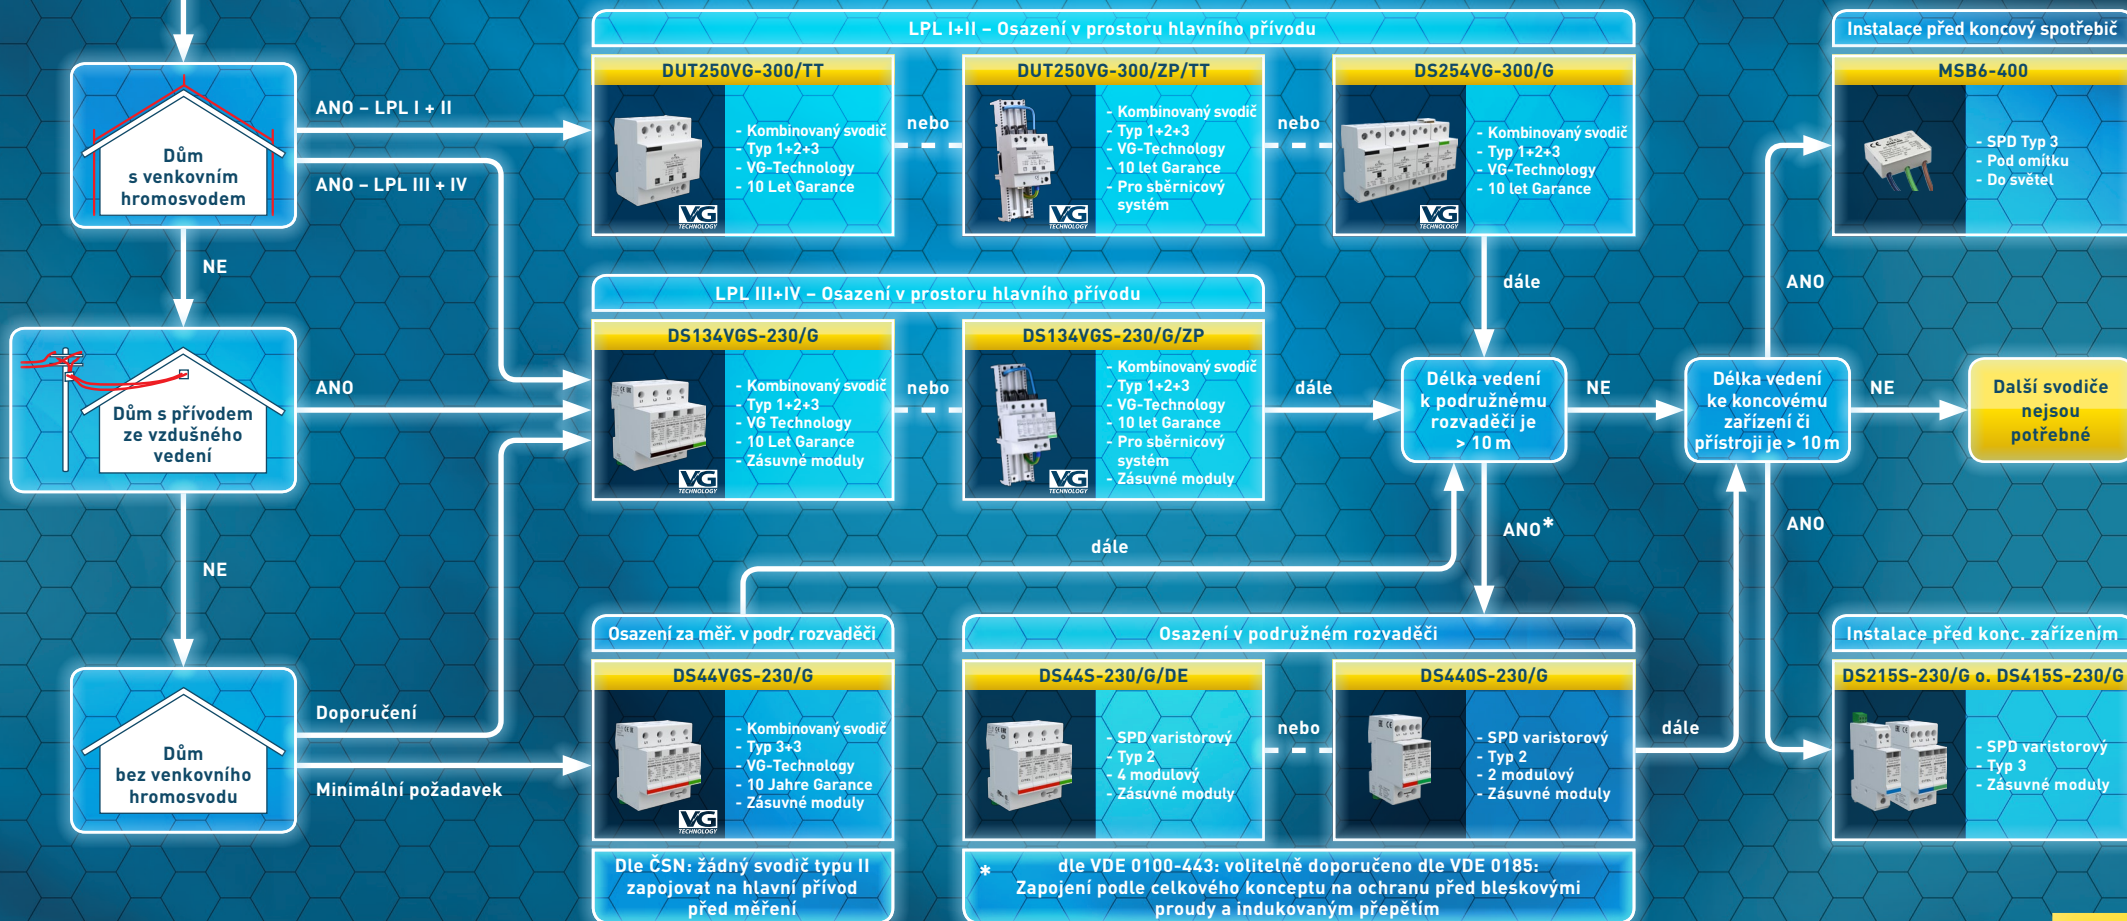 LPL I+II – Osazení v prostoru hlavního přívodu
Instalace před koncový spotřebič
DUT250VG-300/TT
- Kombinovaný svodič
- Typ 1+2+3
- VG-Technology
- 10 Let Garance
VG
TECHNOLOGY
nebo
DUT250VG-300/ZP/TT
- Kombinovaný svodič
- Typ 1+2+3
- VG-Technology
- 10 let Garance
- Pro sběrnicový
systém
VG
TECHNOLOGY
nebo
DS254VG-300/G
- Kombinovaný svodič
- Typ 1+2+3
- VG-Technology
- 10 let Garance
VG
TECHNOLOGY
MSB6-400
- SPD Typ 3
- Pod omítku
- Do světel
Dům
s venkovním
hromosvodem
ANO – LPL I + II
ANO – LPL III + IV
NE
dále
ANO
LPL III+IV – Osazení v prostoru hlavního přívodu
Dům s přívodem
ze vzdušného
vedení
ANO
DS134VGS-230/G
- Kombinovaný svodič
- Typ 1+2+3
- VG Technology
- 10 Let Garance
- Zásuvné moduly
VG
TECHNOLOGY
nebo
DS134VGS-230/G/ZP
- Kombinovaný svodič
- Typ 1+2+3
- VG-Technology
- 10 let Garance
- Pro sběrnicový
systém
- Zásuvné moduly
VG
TECHNOLOGY
dále
Délka vedení
k podružnému
rozvaděči je
> 10 m
NE
Délka vedení
ke koncovému
zařízení či
přístroji je > 10 m
NE
Další svodiče
nejsou
potřebné
ANO*
ANO
dále
NE
Osazení za měř. v podr. rozvaděči
Osazení v podružném rozvaděči
Instalace před konc. zařízením
Dům
bez venkovního
hromosvodu
Doporučení
Minimální požadavek
DS44VGS-230/G
- Kombinovaný svodič
- Typ 3+3
- VG-Technology
- 10 Jahre Garance
- Zásuvné moduly
VG
TECHNOLOGY
DS44S-230/G/DE
- SPD varistorový
- Typ 2
- 4 modulový
- Zásuvné moduly
nebo
DS440S-230/G
- SPD varistorový
- Typ 2
- 2 modulový
- Zásuvné moduly
dále
DS215S-230/G o. DS415S-230/G
- SPD varistorový
- Typ 3
- Zásuvné moduly
Dle ČSN: žádný svodič typu II
zapojovat na hlavní přívod
před měření
* dle VDE 0100-443: volitelně doporučeno dle VDE 0185:
Zapojení podle celkového konceptu na ochranu před bleskovými
proudy a indukovaným přepětím